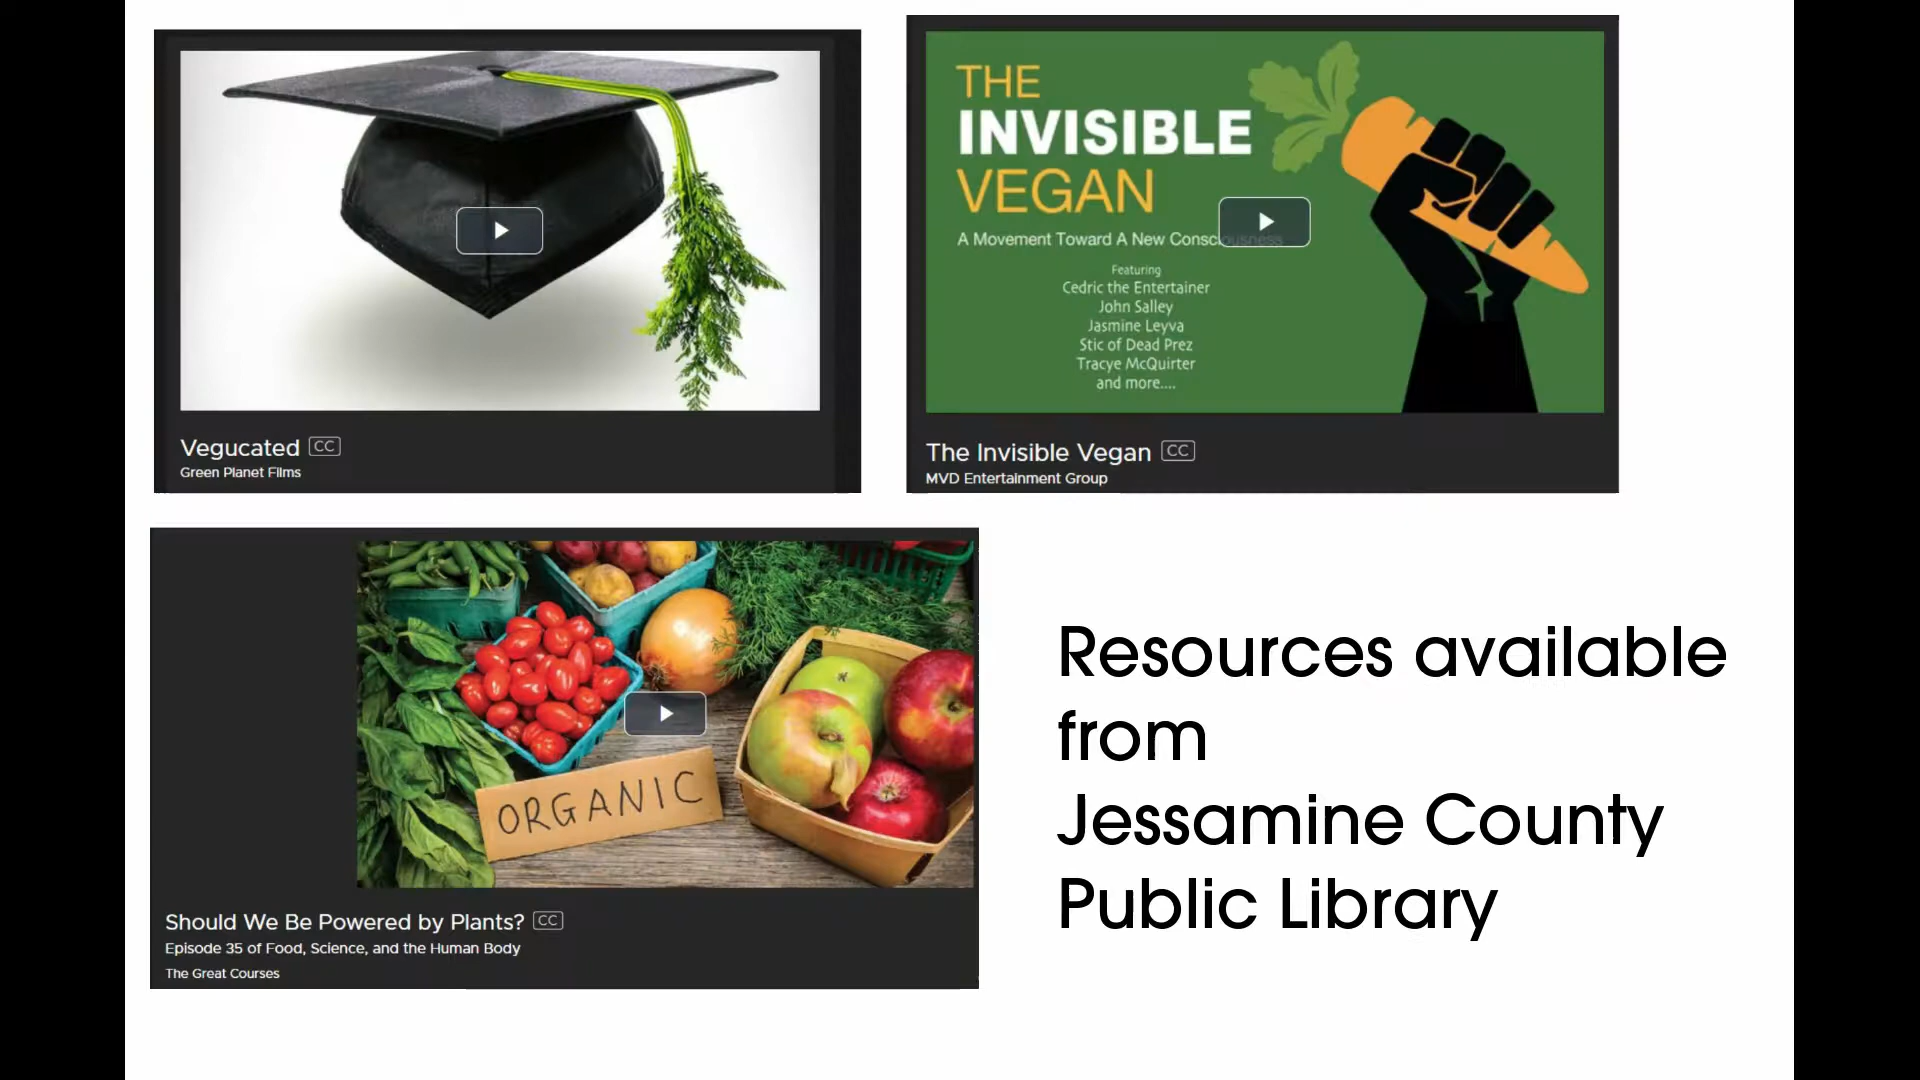 Vegucated CC
Green Planet Films
THE
INVISIBLE
VEGAN
A Movement Toward A New Consciousness
Featuring
Cedric the Entertainer
John Salley
Jasmine Leyva
Stic of Dead Prez
Tracye McQuirter
and more....
The Invisible Vegan CC
MVD Entertainment Group
ORGANIC
Should We Be Powered by Plants? CC
Episode 35 of Food, Science, and the Human Body
The Great Courses
Resources available
from
Jessamine County
Public Library